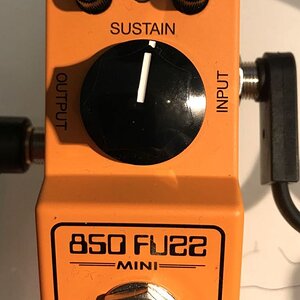 SUSTAIN
OUTPUT
INPUT
850 FUZZ
MINI